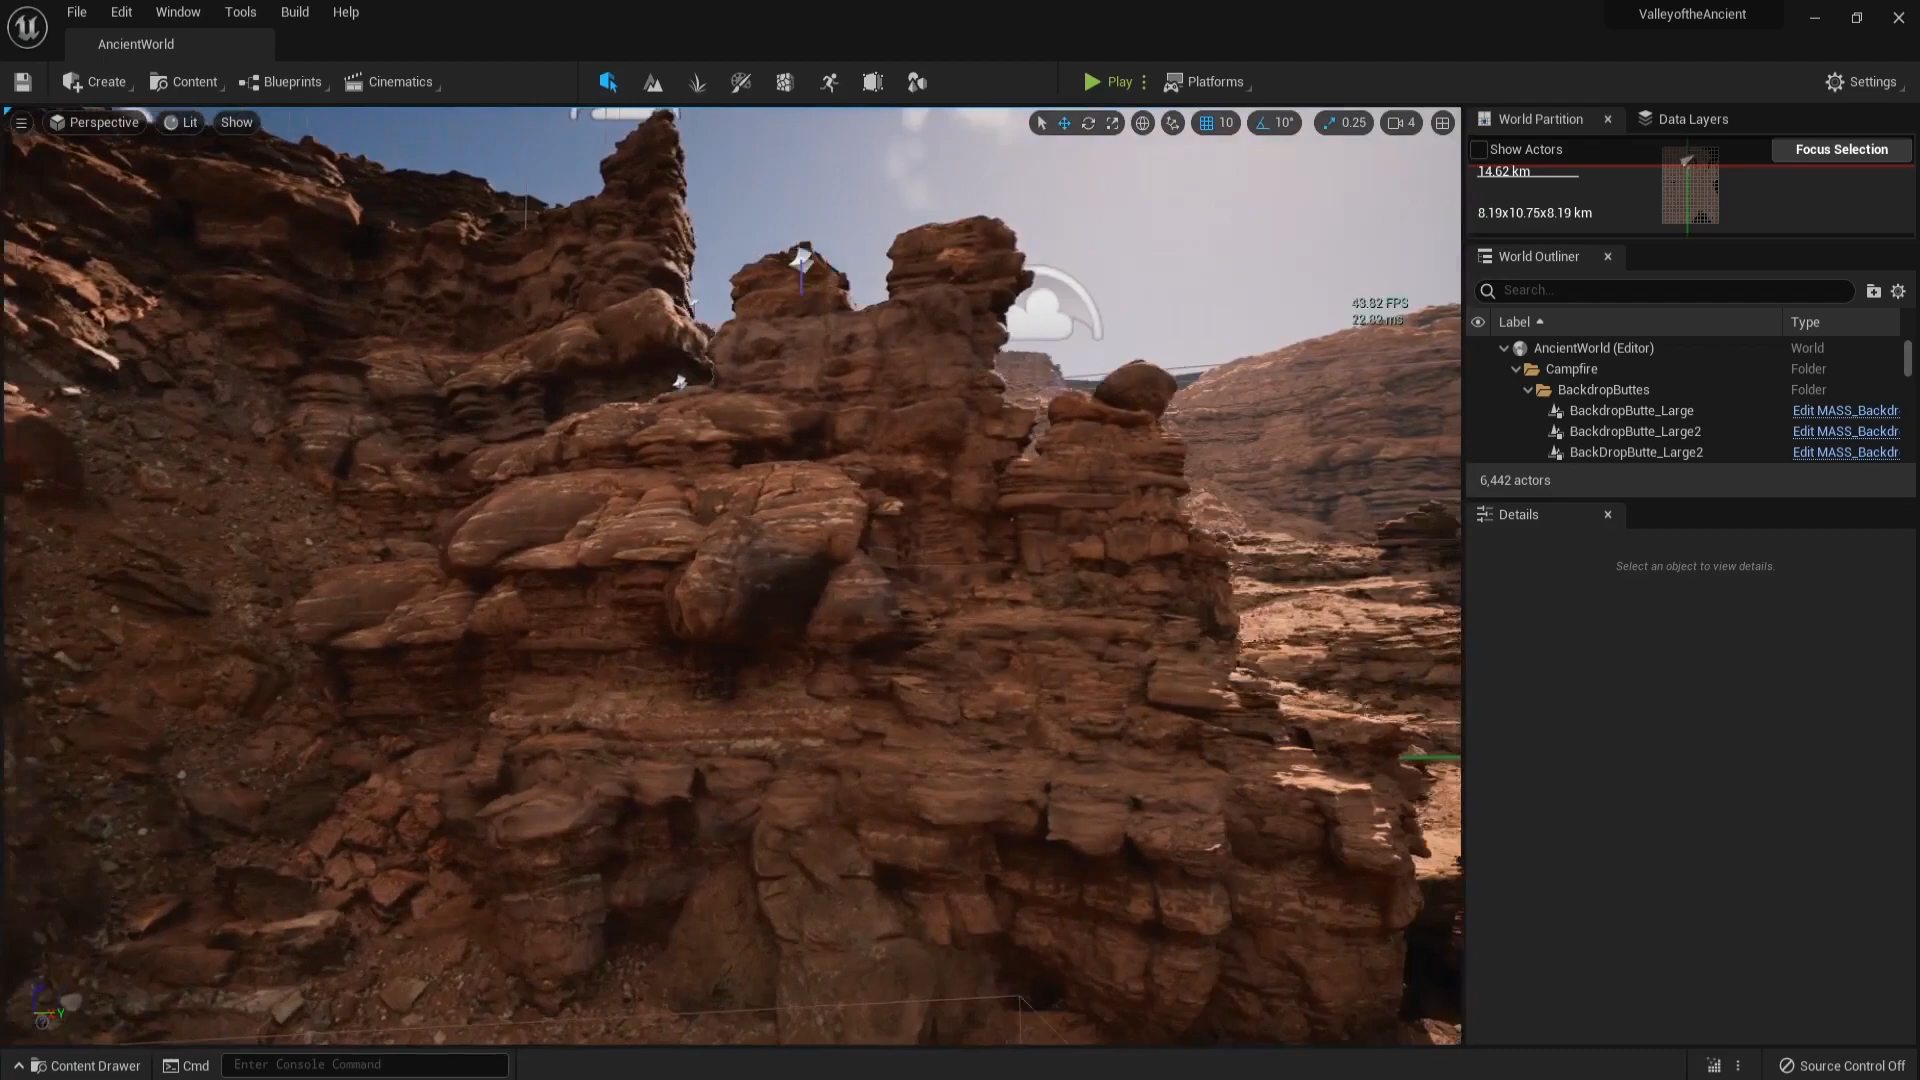 File Edit Window Tools Build Help
ValleyoftheAncient
AncientWorld
Create Content Blueprints Cinematics
Play Platforms
Settings
Perspective Lit Show
10 10° 0.25 4
43.82 FPS
22.82 ms
World Partition Data Layers
Show Actors
Focus Selection
14.62 km
8.19x10.75x8.19 km
World Outliner
Search...
Label Type
AncientWorld (Editor) World
Campfire Folder
BackdropButtes Folder
BackdropButte_Large Edit MASS_Backdr
BackdropButte_Large2 Edit MASS_Backdr
BackDropButte_Large2 Edit MASS_Backdr
6,442 actors
Details
Select an object to view details.
Y
Content Drawer Cmd Enter Console Command
Source Control Off